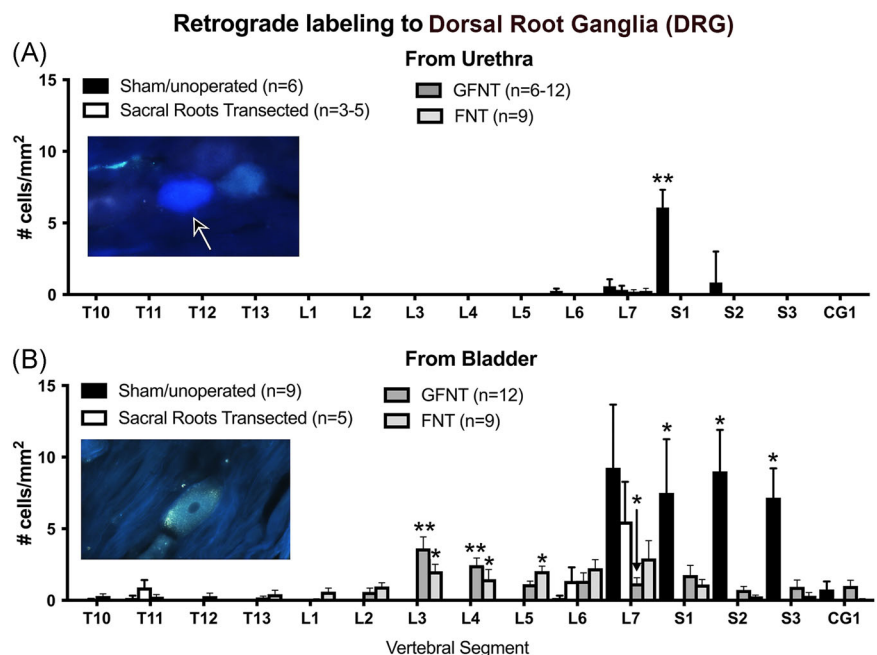 Retrograde labeling to Dorsal Root Ganglia (DRG)
(A)
From Urethra
15
10
5
0
# cells/mm²
Sham/unoperated (n=6)
Sacral Roots Transected (n=3-5)
GFNT (n=6-12)
FNT (n=9)
**
T10 T11 T12 T13 L1 L2 L3 L4 L5 L6 L7 S1 S2 S3 CG1
(B)
From Bladder
15
10
5
0
# cells/mm²
Sham/unoperated (n=9)
Sacral Roots Transected (n=5)
GFNT (n=12)
FNT (n=9)
** * ** * * * * * *
T10 T11 T12 T13 L1 L2 L3 L4 L5 L6 L7 S1 S2 S3 CG1
Vertebral Segment